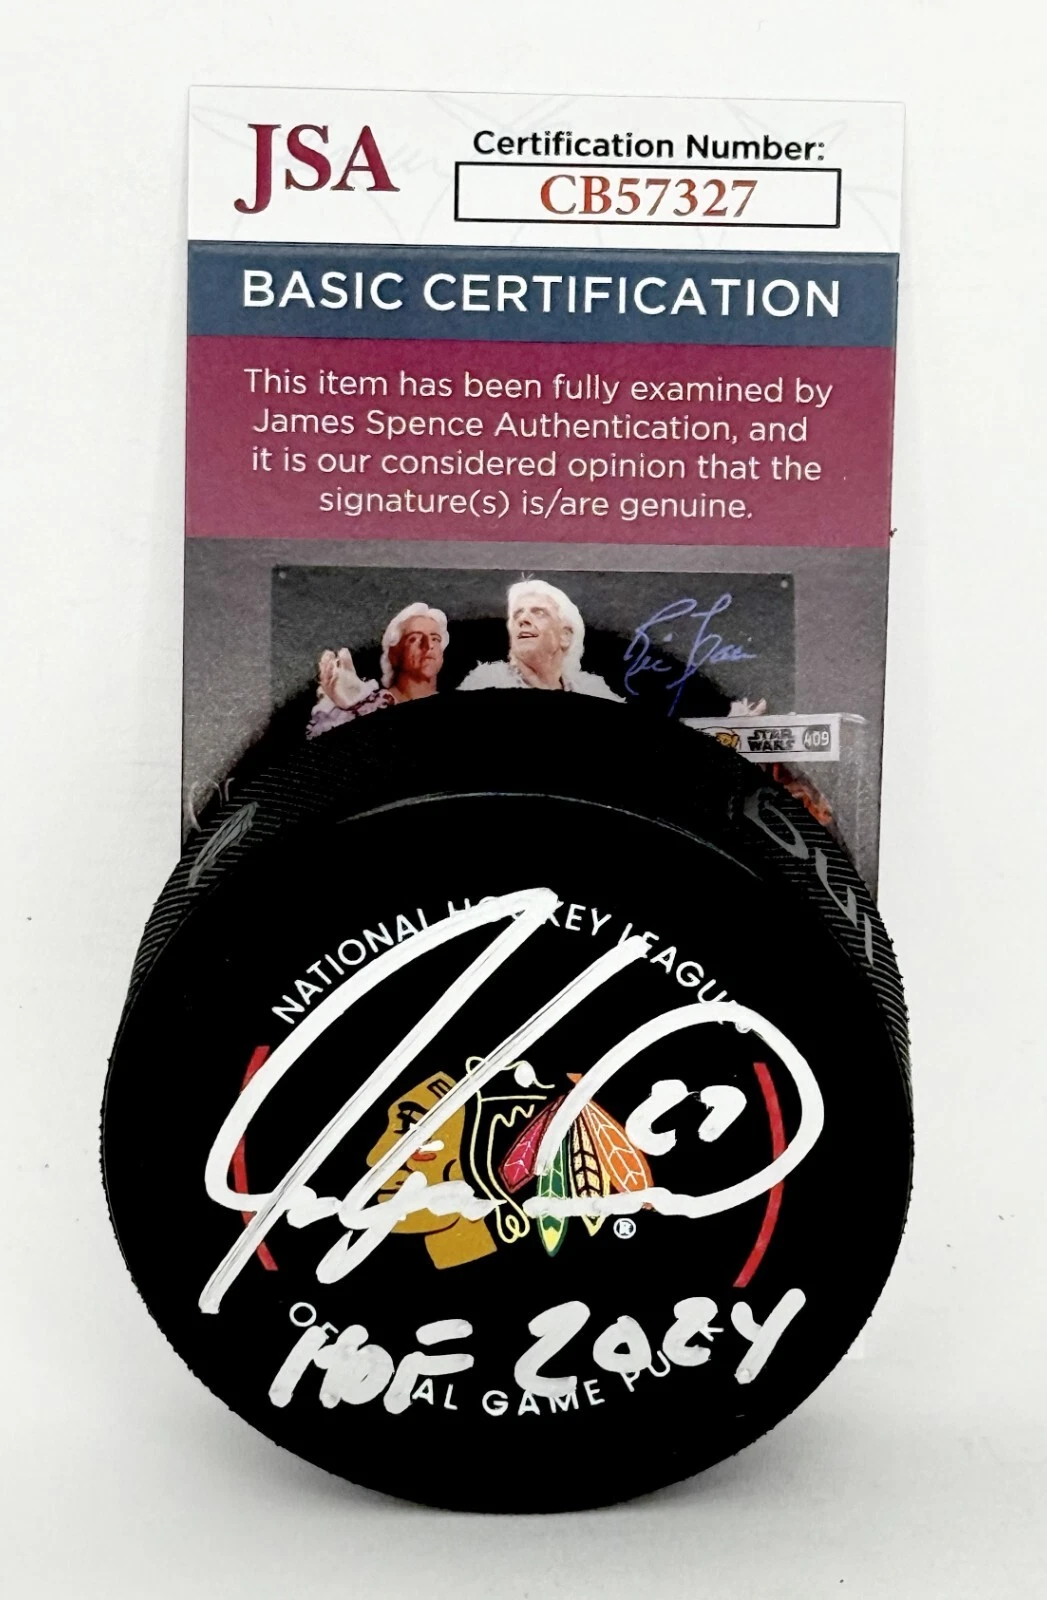 JSA
Certification Number:
CB57327
BASIC CERTIFICATION
This item has been fully examined by
James Spence Authentication, and
it is our considered opinion that the
signature(s) is/are genuine.
Ric Flair
STAR
WARS
409
NATIONAL HOCKEY LEAGUE
27
®
HOF 2024
OFFICIAL GAME PUCK